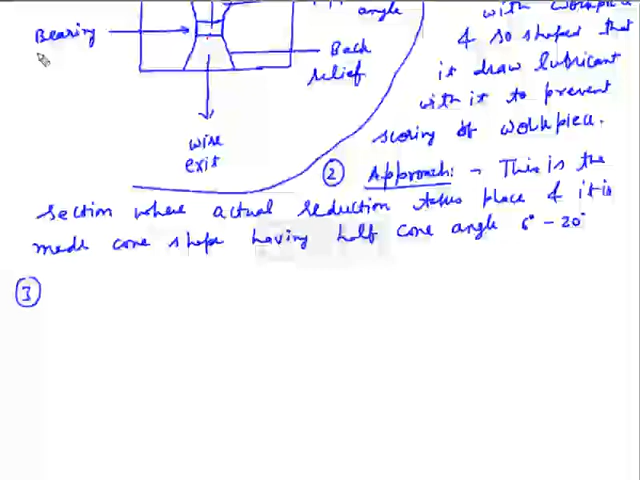 angle
Bearing
Back
relief
wire
exit
with workpie
& so shaped that
it draw lubricant
with it to prevent
scoring of workpiece.
② Approach: - This is the
section where actual reduction takes place & it is
made cone shape having half cone angle 6° - 20°
③